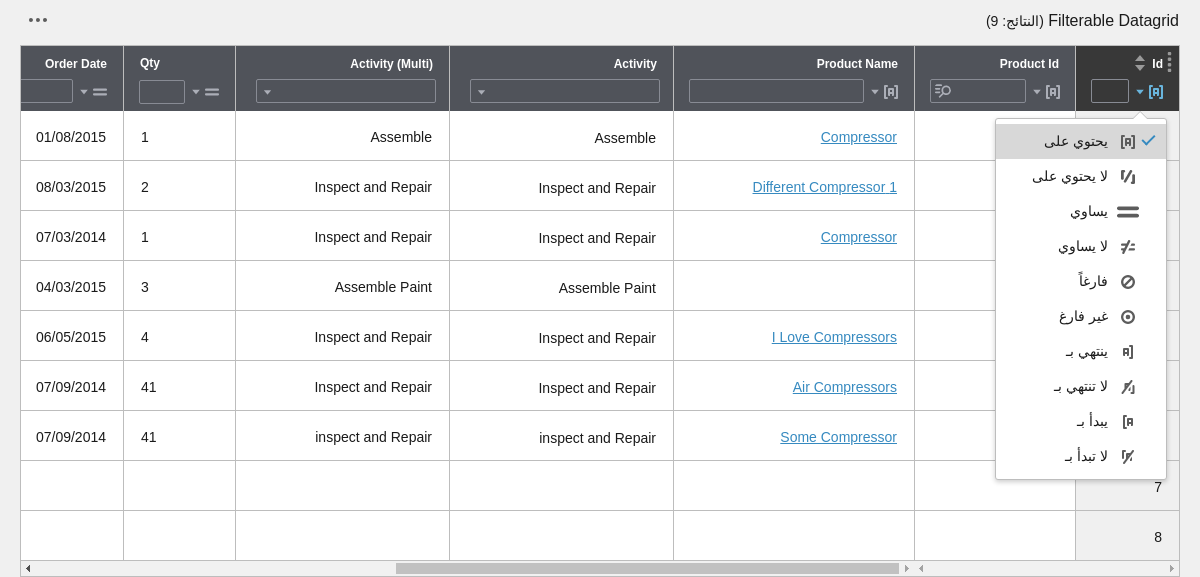 Filterable Datagrid (النتائج: 9)
Id Product Id Product Name Activity Activity (Multi) Qty Order Date
Compressor Assemble Assemble 1 01/08/2015
Different Compressor 1 Inspect and Repair Inspect and Repair 2 08/03/2015
Compressor Inspect and Repair Inspect and Repair 1 07/03/2014
Assemble Paint Assemble Paint 3 04/03/2015
I Love Compressors Inspect and Repair Inspect and Repair 4 06/05/2015
Air Compressors Inspect and Repair Inspect and Repair 41 07/09/2014
Some Compressor inspect and Repair inspect and Repair 41 07/09/2014
7
8
يحتوي على
لا يحتوي على
يساوي
لا يساوي
فارغاً
غير فارغ
ينتهي بـ
لا تنتهي بـ
يبدأ بـ
لا تبدأ بـ